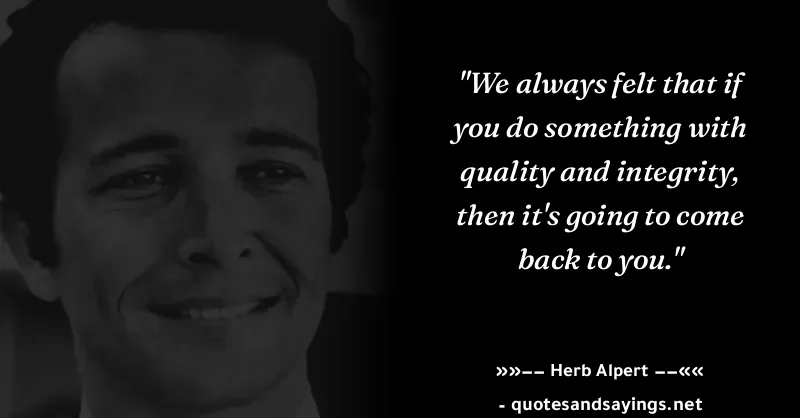 "We always felt that if
you do something with
quality and integrity,
then it's going to come
back to you."
»»−− Herb Alpert −−««
- quotesandsayings.net